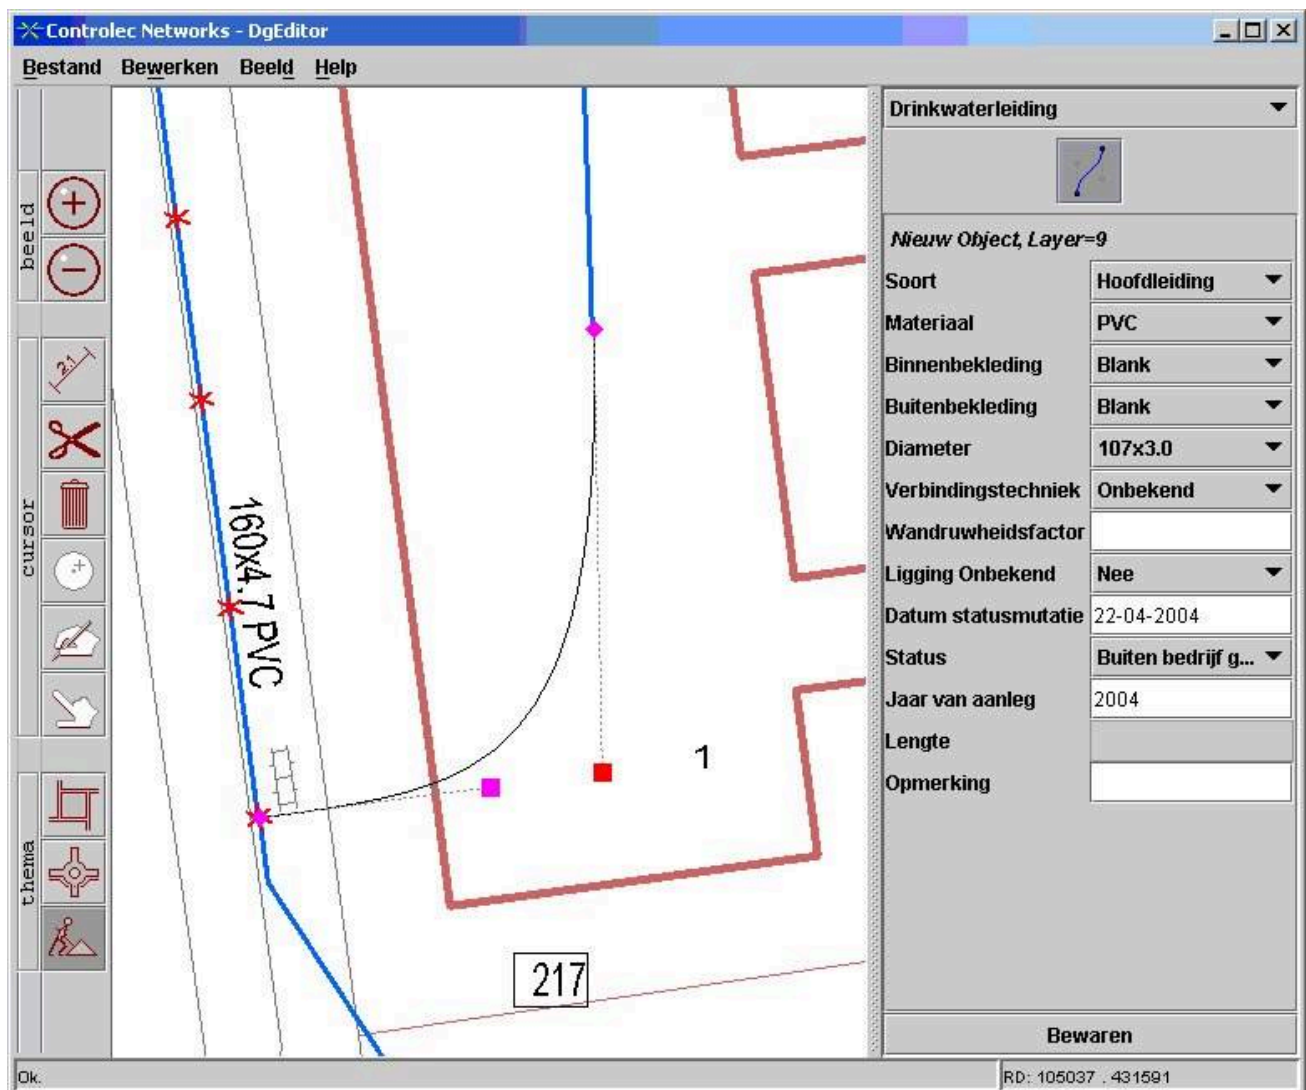 Controlec Networks - DgEditor
Bestand Bewerken Beeld Help
beeld
cursor
thema
2.1
160x4.7 PVC
1
217
Drinkwaterleiding
Nieuw Object, Layer=9
Soort Hoofdleiding
Materiaal PVC
Binnenbekleding Blank
Buitenbekleding Blank
Diameter 107x3.0
Verbindingstechniek Onbekend
Wandruwheidsfactor
Ligging Onbekend Nee
Datum statusmutatie 22-04-2004
Status Buiten bedrijf g...
Jaar van aanleg 2004
Lengte
Opmerking
Bewaren
Ok.
RD: 105037 . 431591